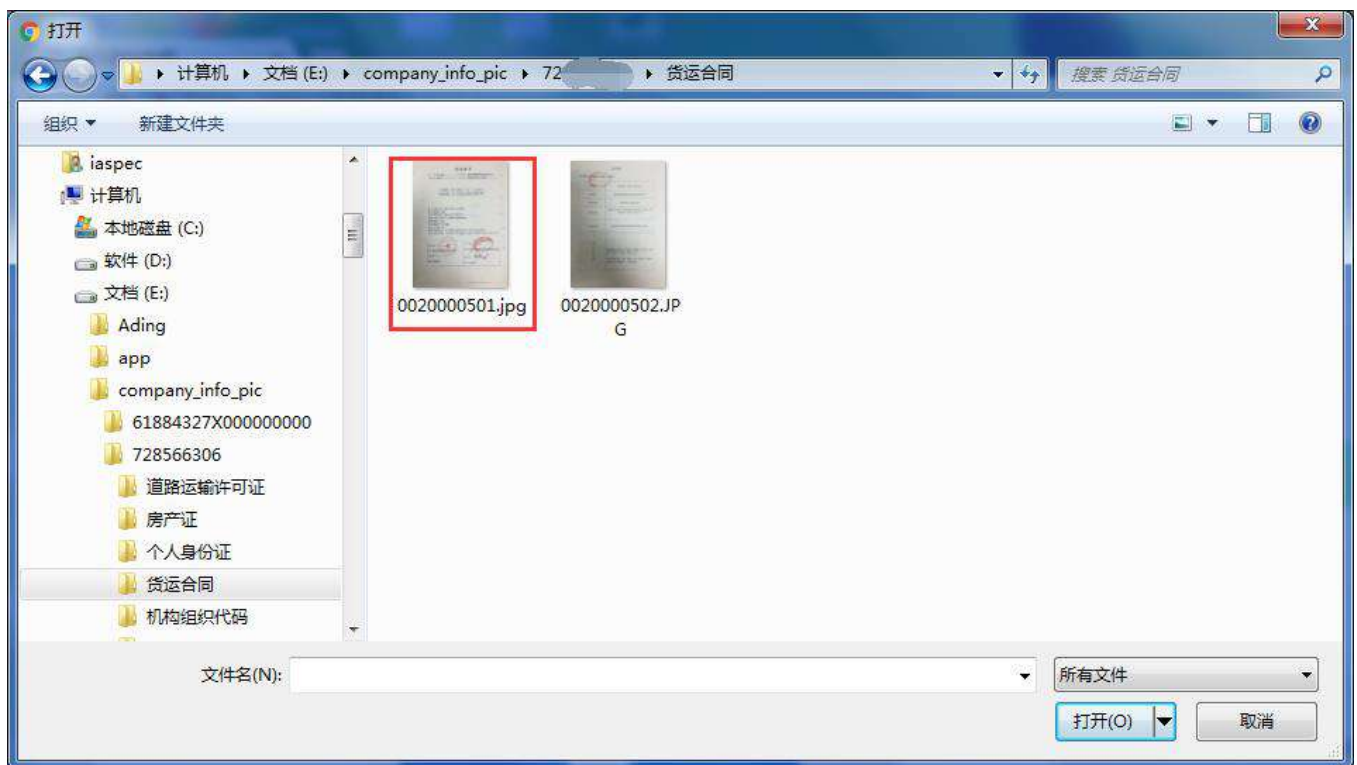 打开
计算机 文档 (E:) company_info_pic 72 货运合同
搜索 货运合同
组织 新建文件夹
iaspec
计算机
本地磁盘 (C:)
软件 (D:)
文档 (E:)
Ading
app
company_info_pic
61884327X000000000
728566306
道路运输许可证
房产证
个人身份证
货运合同
机构组织代码
0020000501.jpg
0020000502.JP
G
文件名(N):
所有文件
打开(O)
取消